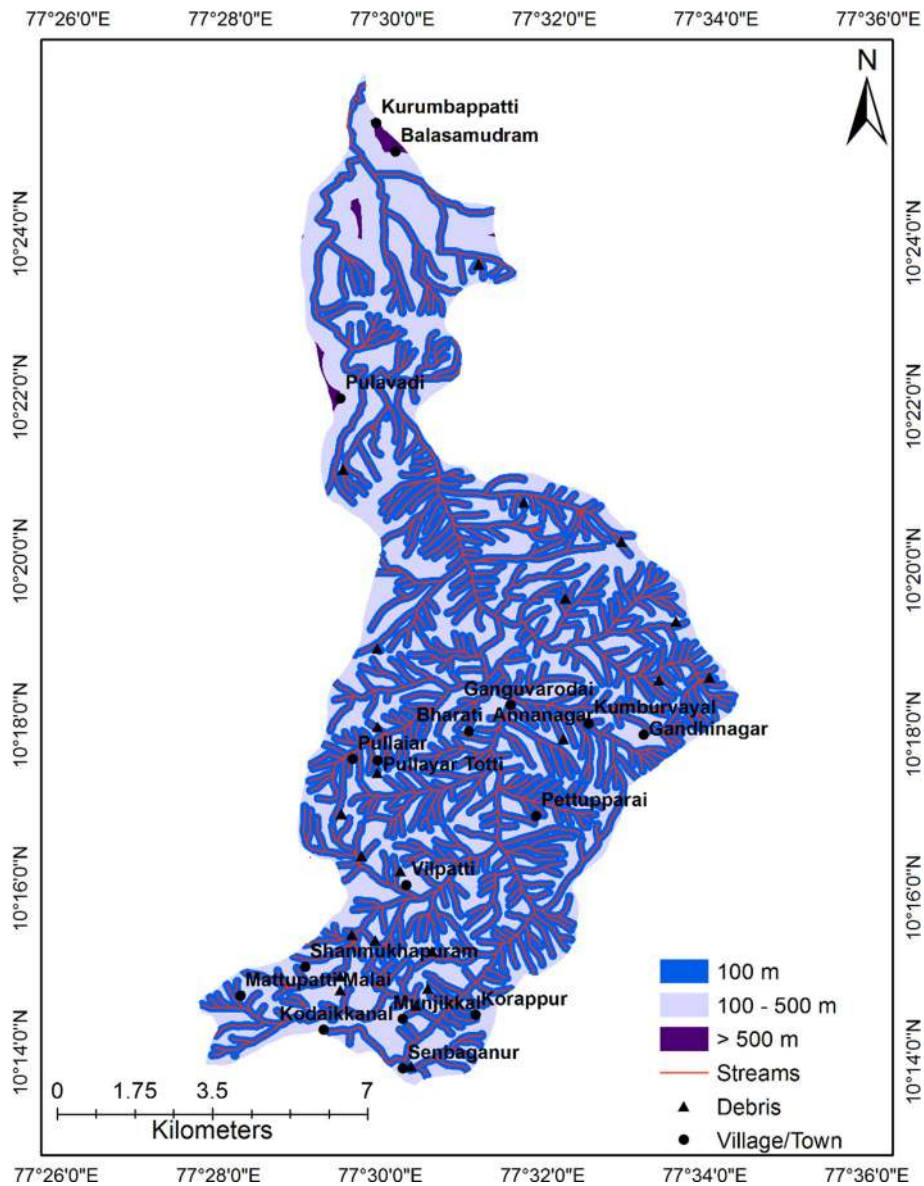 77°26'0"E 77°28'0"E 77°30'0"E 77°32'0"E 77°34'0"E 77°36'0"E
N
Kurumbappatti
Balasamudram
10°24'0"N 10°24'0"N
10°22'0"N 10°22'0"N
Pulavadi
10°20'0"N 10°20'0"N
Ganguvarodai
Kumburvayal
Bharati Annanagar
Gandhinagar
10°18'0"N 10°18'0"N
Pullaiar
Pullayar Totti
Pettupparai
Vilpatti
10°16'0"N 10°16'0"N
Shanmukhapuram
Mattupatti Malai
Munjikkal
Korappur
Kodaikkanal
10°14'0"N 10°14'0"N
Senbaganur
100 m
100 - 500 m
> 500 m
Streams
Debris
Village/Town
0 1.75 3.5 7
Kilometers
77°26'0"E 77°28'0"E 77°30'0"E 77°32'0"E 77°34'0"E 77°36'0"E